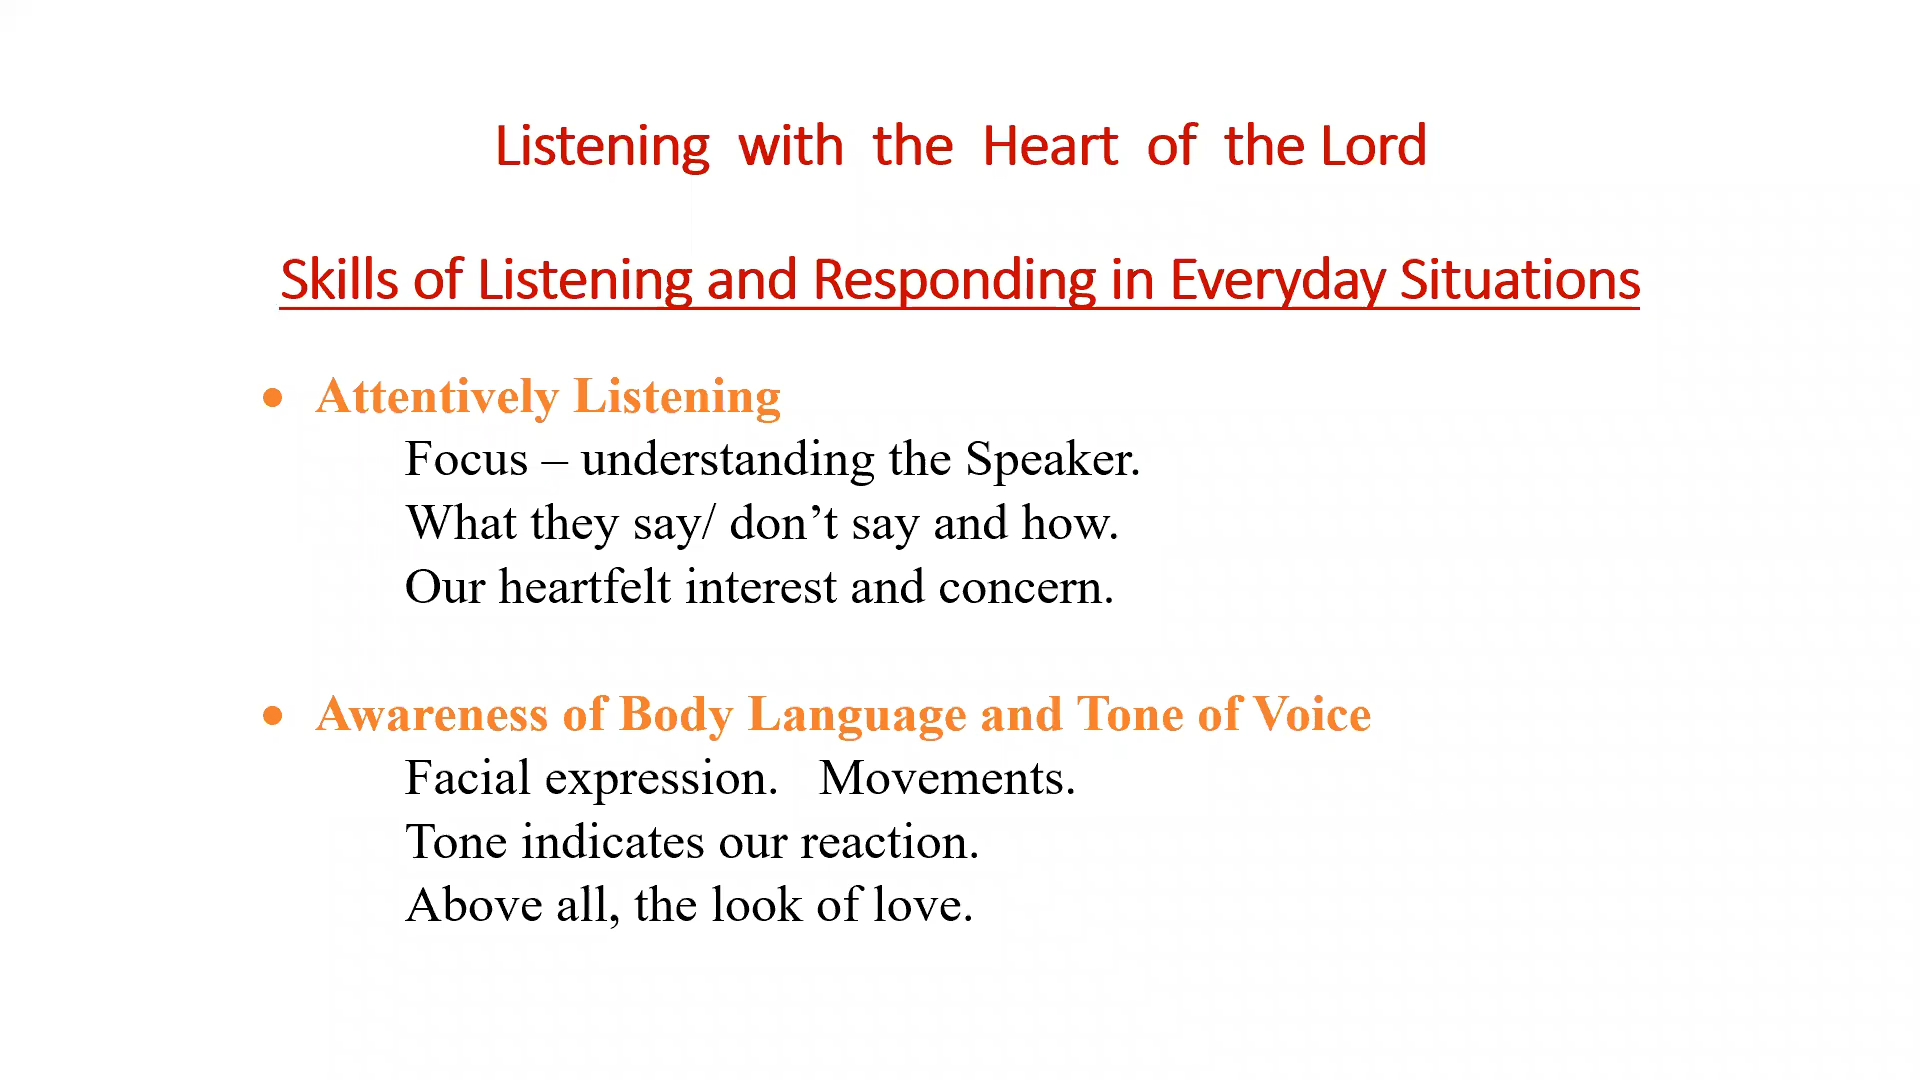 Listening with the Heart of the Lord
Skills of Listening and Responding in Everyday Situations
• Attentively Listening
Focus – understanding the Speaker.
What they say/ don’t say and how.
Our heartfelt interest and concern.
• Awareness of Body Language and Tone of Voice
Facial expression. Movements.
Tone indicates our reaction.
Above all, the look of love.